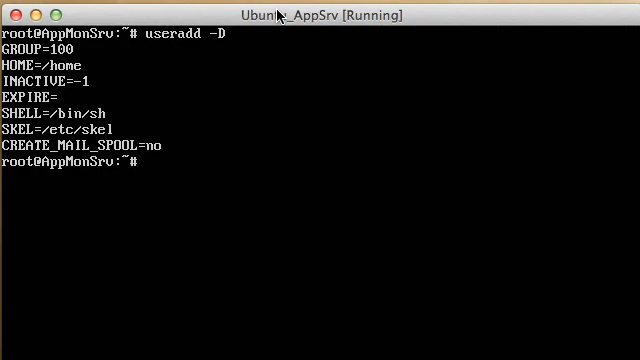 Ubuntu_AppSrv [Running]
root@AppMonSrv:~# useradd -D
GROUP=100
HOME=/home
INACTIVE=-1
EXPIRE=
SHELL=/bin/sh
SKEL=/etc/skel
CREATE_MAIL_SPOOL=no
root@AppMonSrv:~#